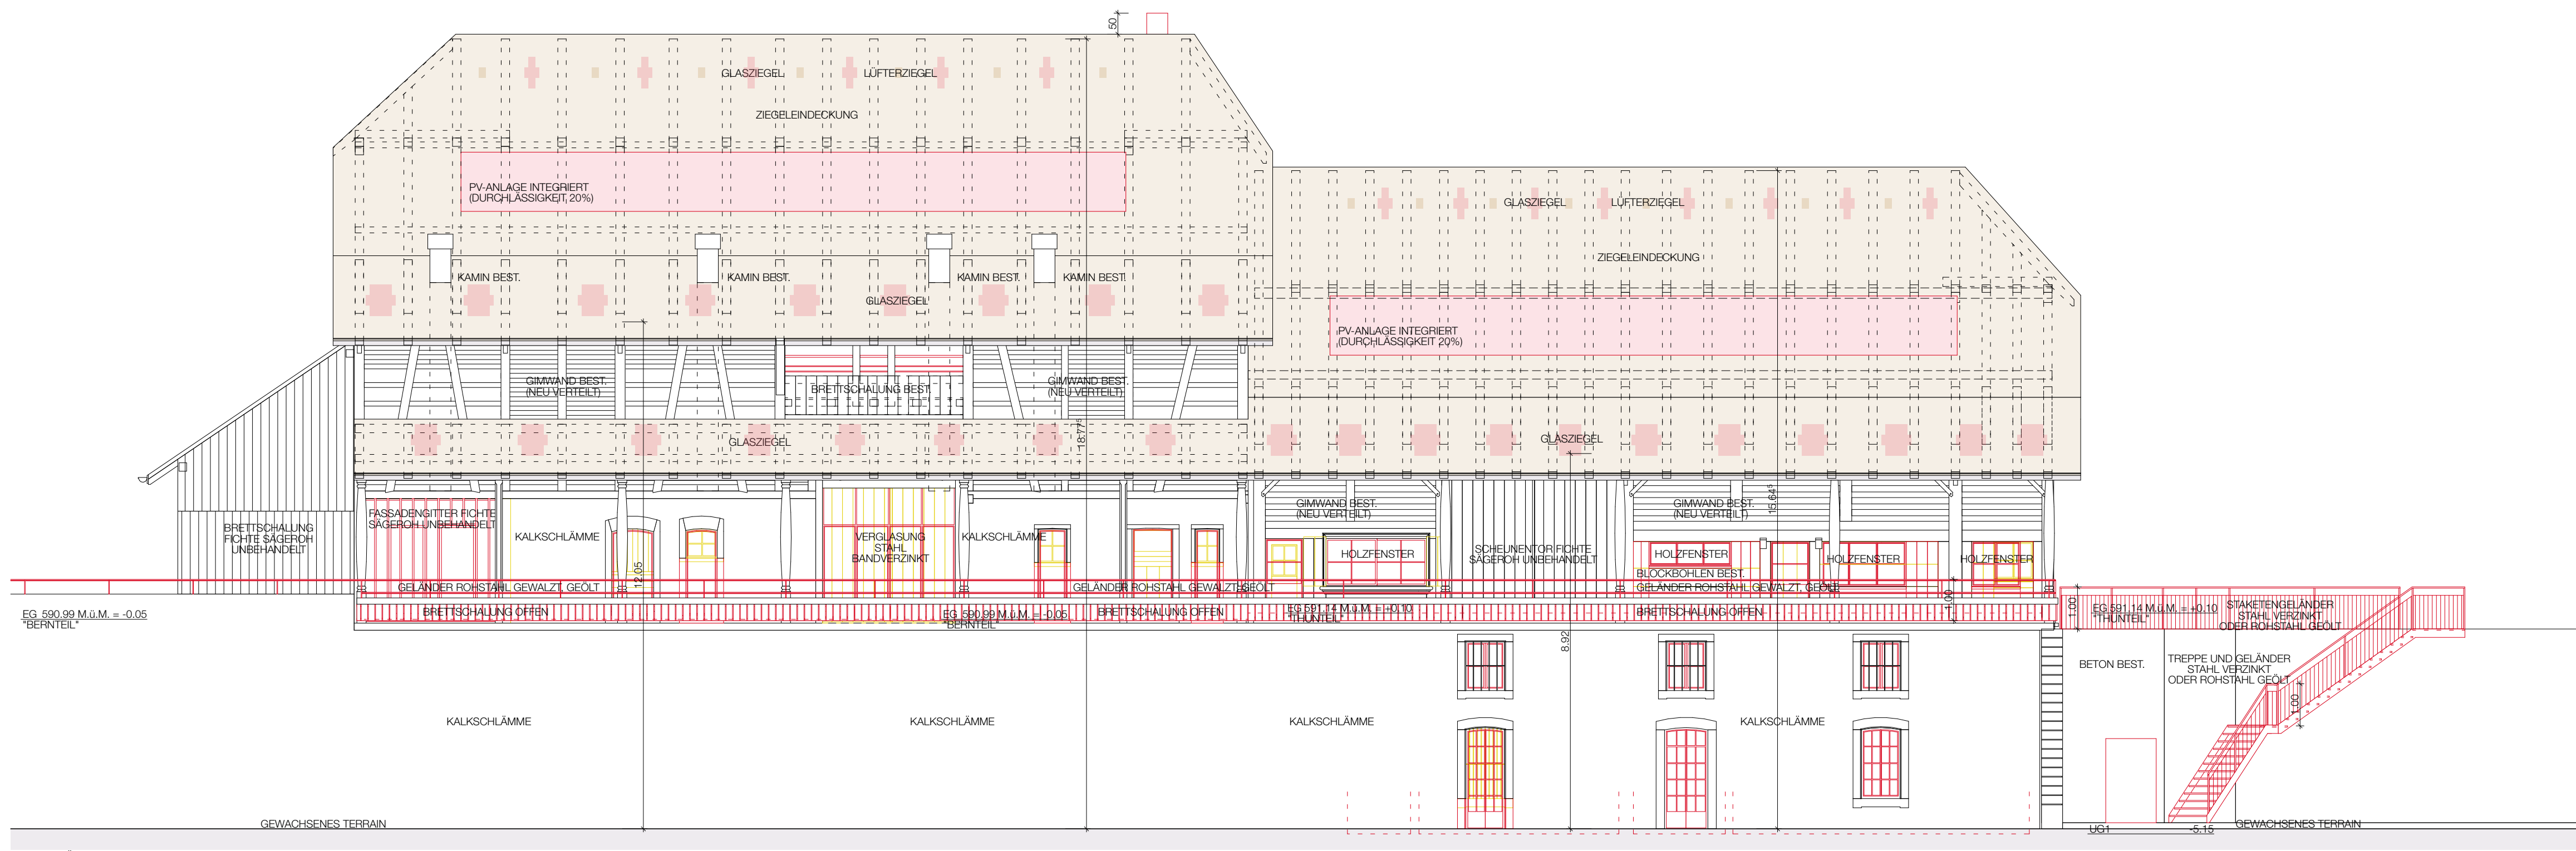 50
GLASZIEGEL
LÜFTERZIEGEL
ZIEGELEINDECKUNG
PV-ANLAGE INTEGRIERT
(DURCHLÄSSIGKEIT 20%)
GLASZIEGEL
LÜFTERZIEGEL
ZIEGELEINDECKUNG
KAMIN BEST.
KAMIN BEST.
KAMIN BEST.
KAMIN BEST.
GLASZIEGEL
PV-ANLAGE INTEGRIERT
(DURCHLÄSSIGKEIT 20%)
GIMWAND BEST.
(NEU VERTEILT)
BRETTSCHALUNG BEST.
GIMWAND BEST.
(NEU VERTEILT)
GLASZIEGEL
18.77⁵
GLASZIEGEL
15.64⁵
FASSADENGITTER FICHTE
SÄGEROH UNBEHANDELT
BRETTSCHALUNG
FICHTE SÄGEROH
UNBEHANDELT
KALKSCHLÄMME
VERGLASUNG
STAHL
BANDVERZINKT
KALKSCHLÄMME
GIMWAND BEST.
(NEU VERTEILT)
HOLZFENSTER
SCHEUNENTOR FICHTE
SÄGEROH UNBEHANDELT
GIMWAND BEST.
(NEU VERTEILT)
HOLZFENSTER
HOLZFENSTER
HOLZFENSTER
BLOCKBOHLEN BEST.
12.05
GELÄNDER ROHSTAHL GEWALZT, GEÖLT
GELÄNDER ROHSTAHL GEWALZT, GEÖLT
GELÄNDER ROHSTAHL GEWALZT, GEÖLT
EG 590.99 M.ü.M. = -0.05
"BERNTEIL"
BRETTSCHALUNG OFFEN
EG 590.99 M.ü.M. = -0.05
"BERNTEIL"
BRETTSCHALUNG OFFEN
EG 591.14 M.ü.M. = +0.10
"THUNTEIL"
BRETTSCHALUNG OFFEN
1.00
1.00
EG 591.14 M.ü.M. = +0.10
"THUNTEIL"
STAKETENGELÄNDER
STAHL VERZINKT
ODER ROHSTAHL GEÖLT
8.92
BETON BEST.
TREPPE UND GELÄNDER
STAHL VERZINKT
ODER ROHSTAHL GEÖLT
1.00
KALKSCHLÄMME
KALKSCHLÄMME
KALKSCHLÄMME
KALKSCHLÄMME
GEWACHSENES TERRAIN
UG1 -5.15
GEWACHSENES TERRAIN